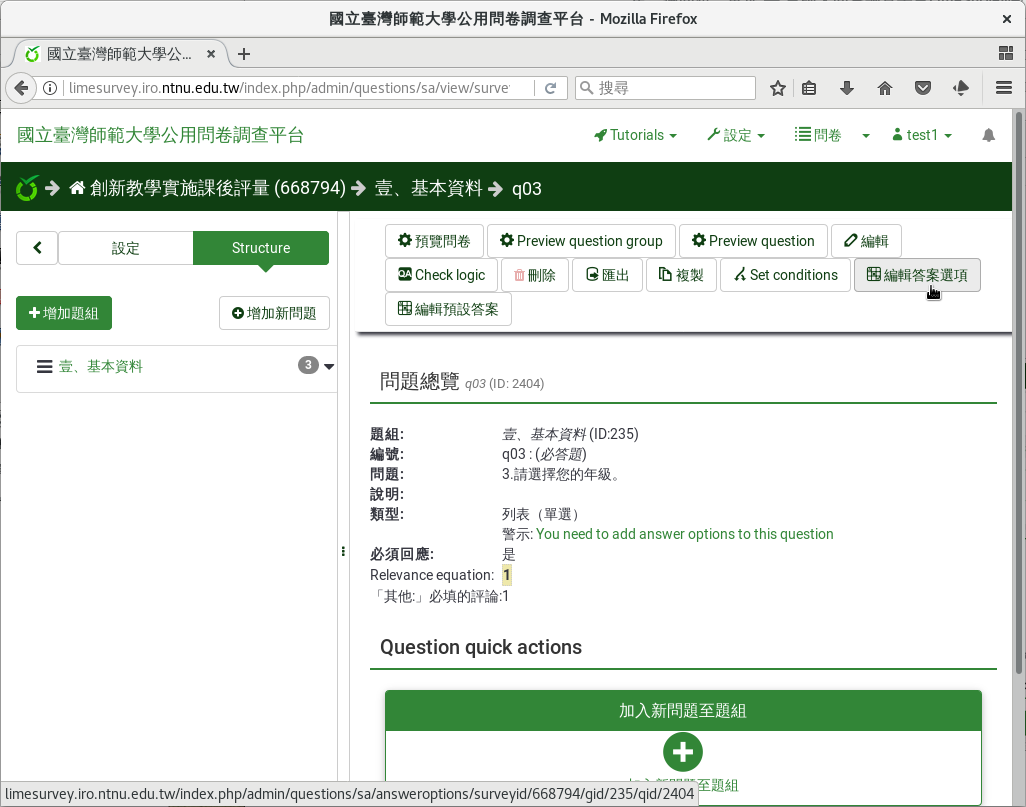 國立臺灣師範大學公用問卷調查平台 - Mozilla Firefox
國立臺灣師範大學公...
limesurvey.iro.ntnu.edu.tw/index.php/admin/questions/sa/view/surve
搜尋
國立臺灣師範大學公用問卷調查平台
Tutorials
設定
問卷
test1
創新教學實施課後評量 (668794)
壹、基本資料
q03
設定
Structure
預覽問卷
Preview question group
Preview question
編輯
Check logic
刪除
匯出
複製
Set conditions
編輯答案選項
編輯預設答案
增加題組
增加新問題
壹、基本資料
3
問題總覽 q03 (ID: 2404)
題組: 壹、基本資料 (ID:235)
編號: q03 : (必答題)
問題: 3.請選擇您的年級。
說明:
類型: 列表（單選）
警示: You need to add answer options to this question
必須回應: 是
Relevance equation: 1
「其他:」必填的評論:1
Question quick actions
加入新問題至題組
加入新問題至題組
limesurvey.iro.ntnu.edu.tw/index.php/admin/questions/sa/answeroptions/surveyid/668794/gid/235/qid/2404